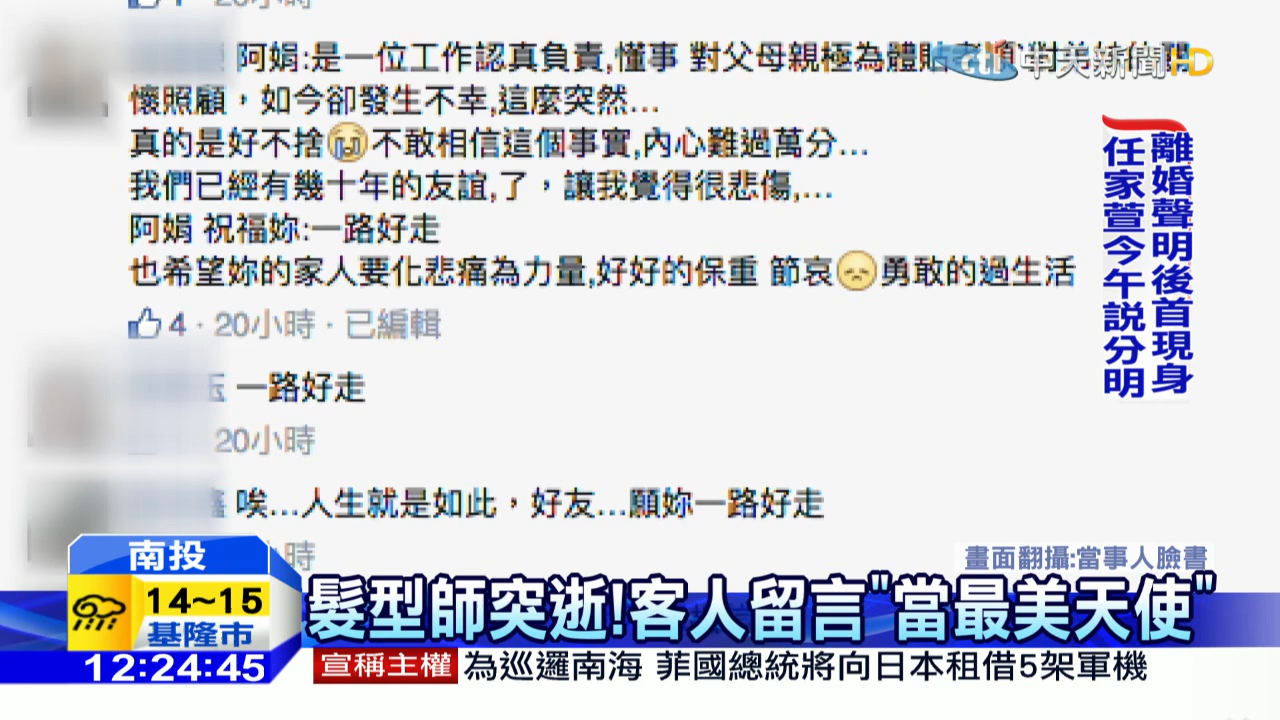 20小時
阿娟:是一位工作認真負責,懂事 對父母親極為體貼
懷照顧，如今卻發生不幸,這麼突然...
真的是好不捨😭不敢相信這個事實,內心難過萬分...
我們已經有幾十年的友誼,了，讓我覺得很悲傷,...
阿娟 祝福妳:一路好走
也希望妳的家人要化悲痛為力量,好好的保重 節哀😞勇敢的過生活
4 · 20小時 · 已編輯
一路好走
20小時
唉...人生就是如此，好友...願妳一路好走
小時
cti 中天新聞HD
離婚聲明後首現身
任家萱今午説分明
畫面翻攝:當事人臉書
南投
14~15
基隆市
12:24:45
髮型師突逝!客人留言"當最美天使"
宣稱主權 為巡邏南海 菲國總統將向日本租借5架軍機